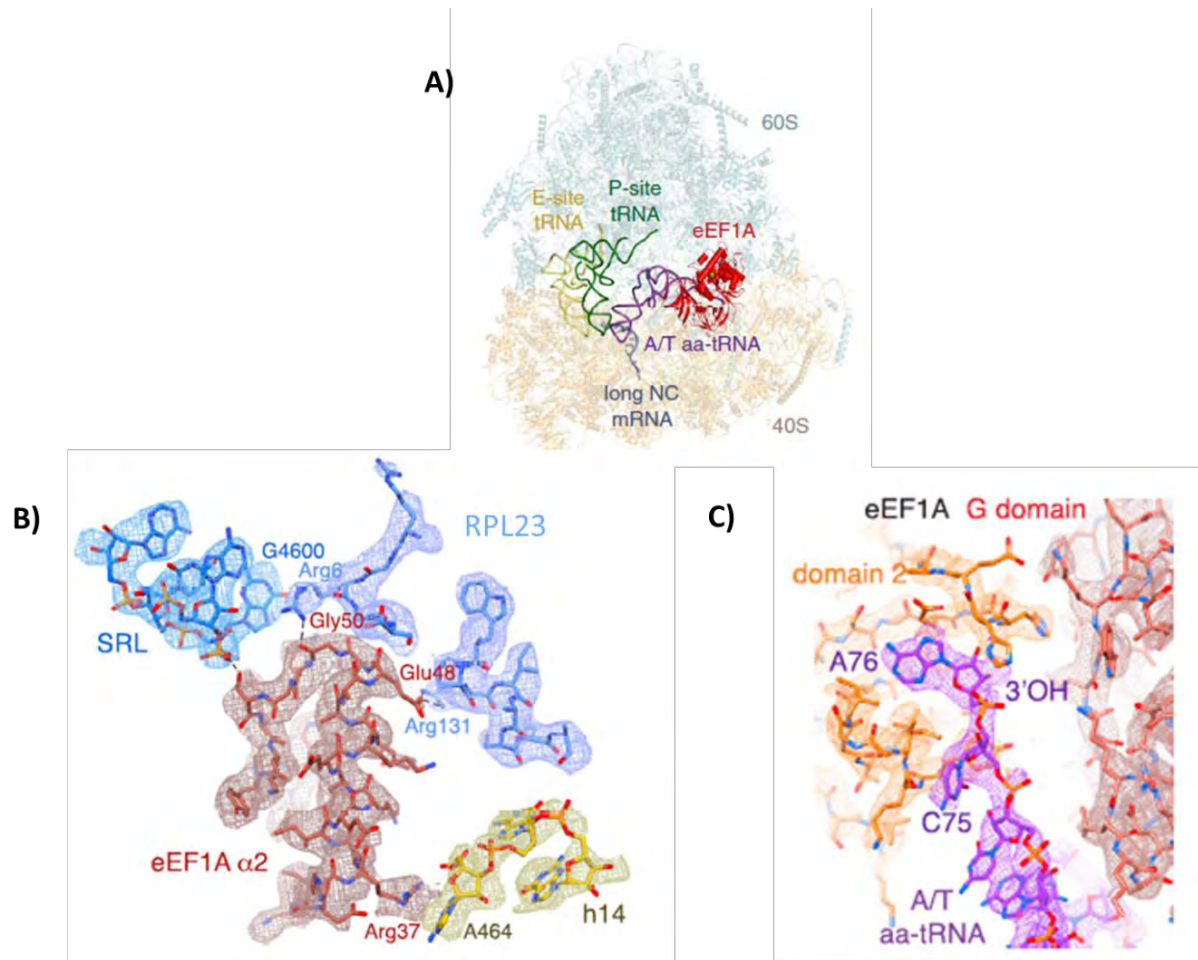 A)
60S
E-site
tRNA
P-site
tRNA
eEF1A
A/T aa-tRNA
long NC
mRNA
40S
B)
RPL23
G4600
Arg6
SRL
Gly50
Glu48
Arg131
eEF1A α2
Arg37
A464
h14
C)
eEF1A G domain
domain 2
A76
3'OH
C75
A/T
aa-tRNA